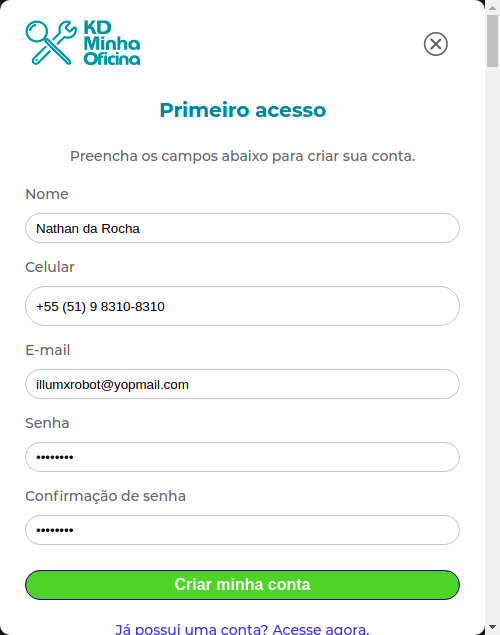 KD
Minha
Oficina
Primeiro acesso
Preencha os campos abaixo para criar sua conta.
Nome
Nathan da Rocha
Celular
+55 (51) 9 8310-8310
E-mail
illumxrobot@yopmail.com
Senha
••••••••
Confirmação de senha
••••••••
Criar minha conta
Já possui uma conta? Acesse agora.